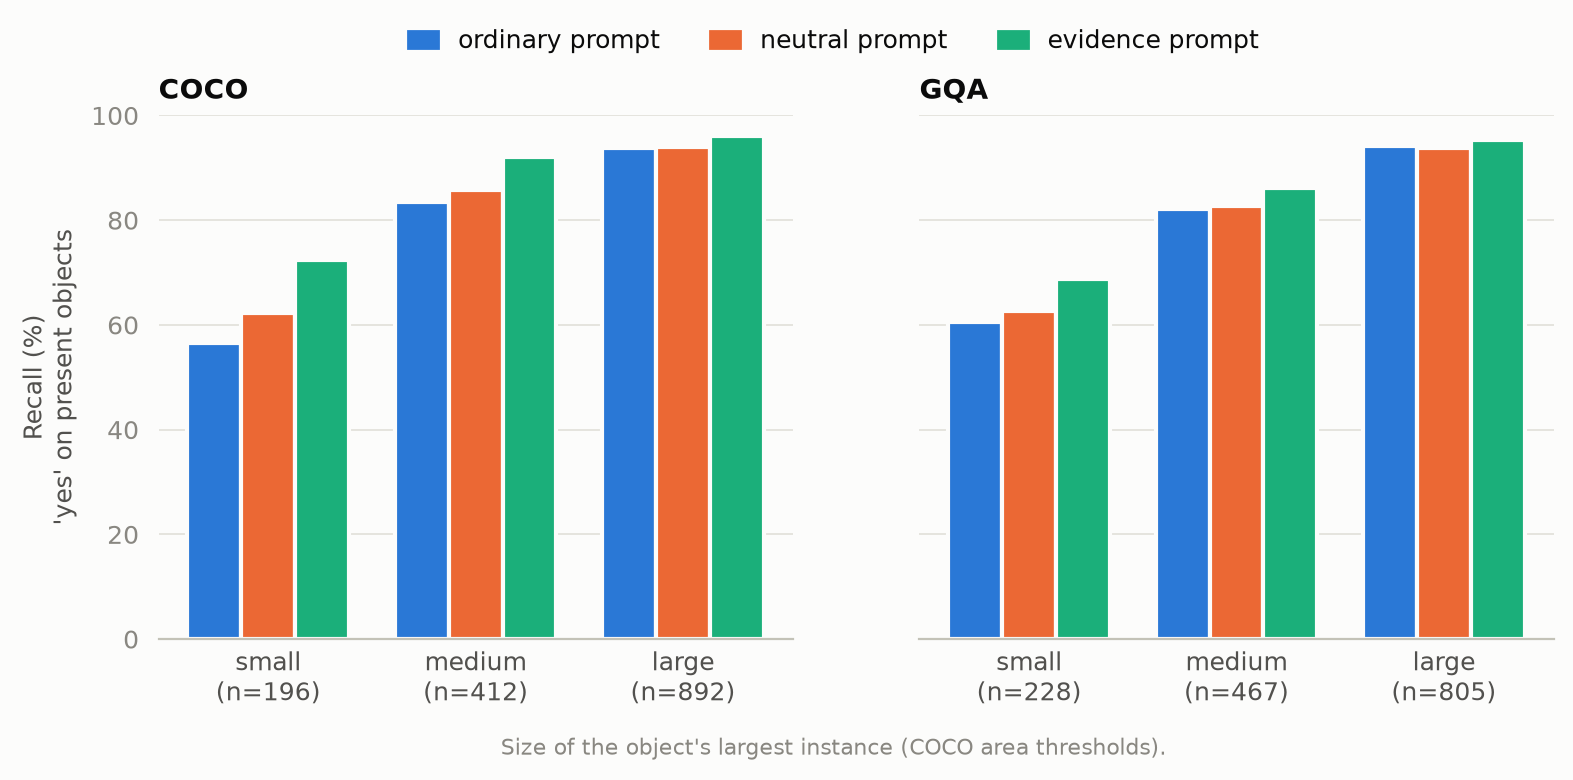 ordinary prompt neutral prompt evidence prompt
COCO
GQA
Recall (%)
'yes' on present objects
100
80
60
40
20
0
small
(n=196)
medium
(n=412)
large
(n=892)
small
(n=228)
medium
(n=467)
large
(n=805)
Size of the object's largest instance (COCO area thresholds).